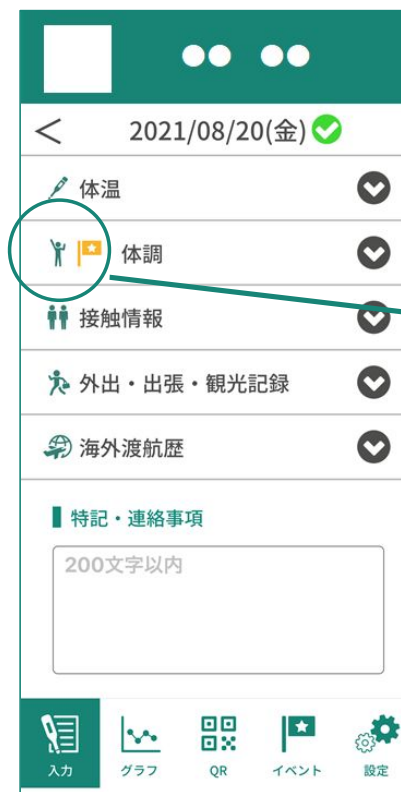 2021/08/20(金)
体温
体調
接触情報
外出・出張・観光記録
海外渡航歴
特記・連絡事項
200文字以内
入力
グラフ
QR
イベント
設定